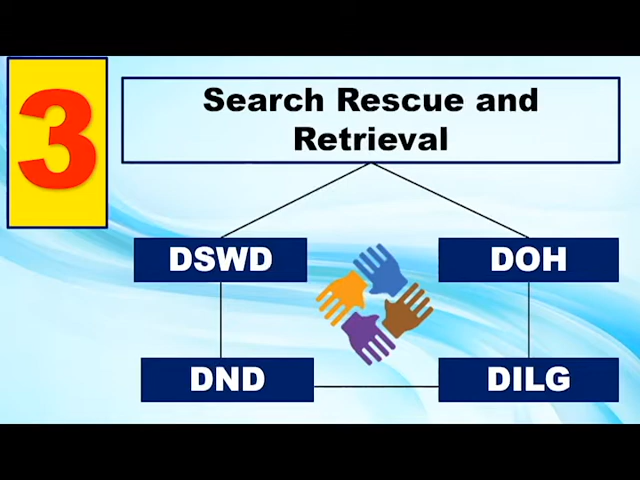 3
Search Rescue and
Retrieval
DSWD
DOH
DND
DILG